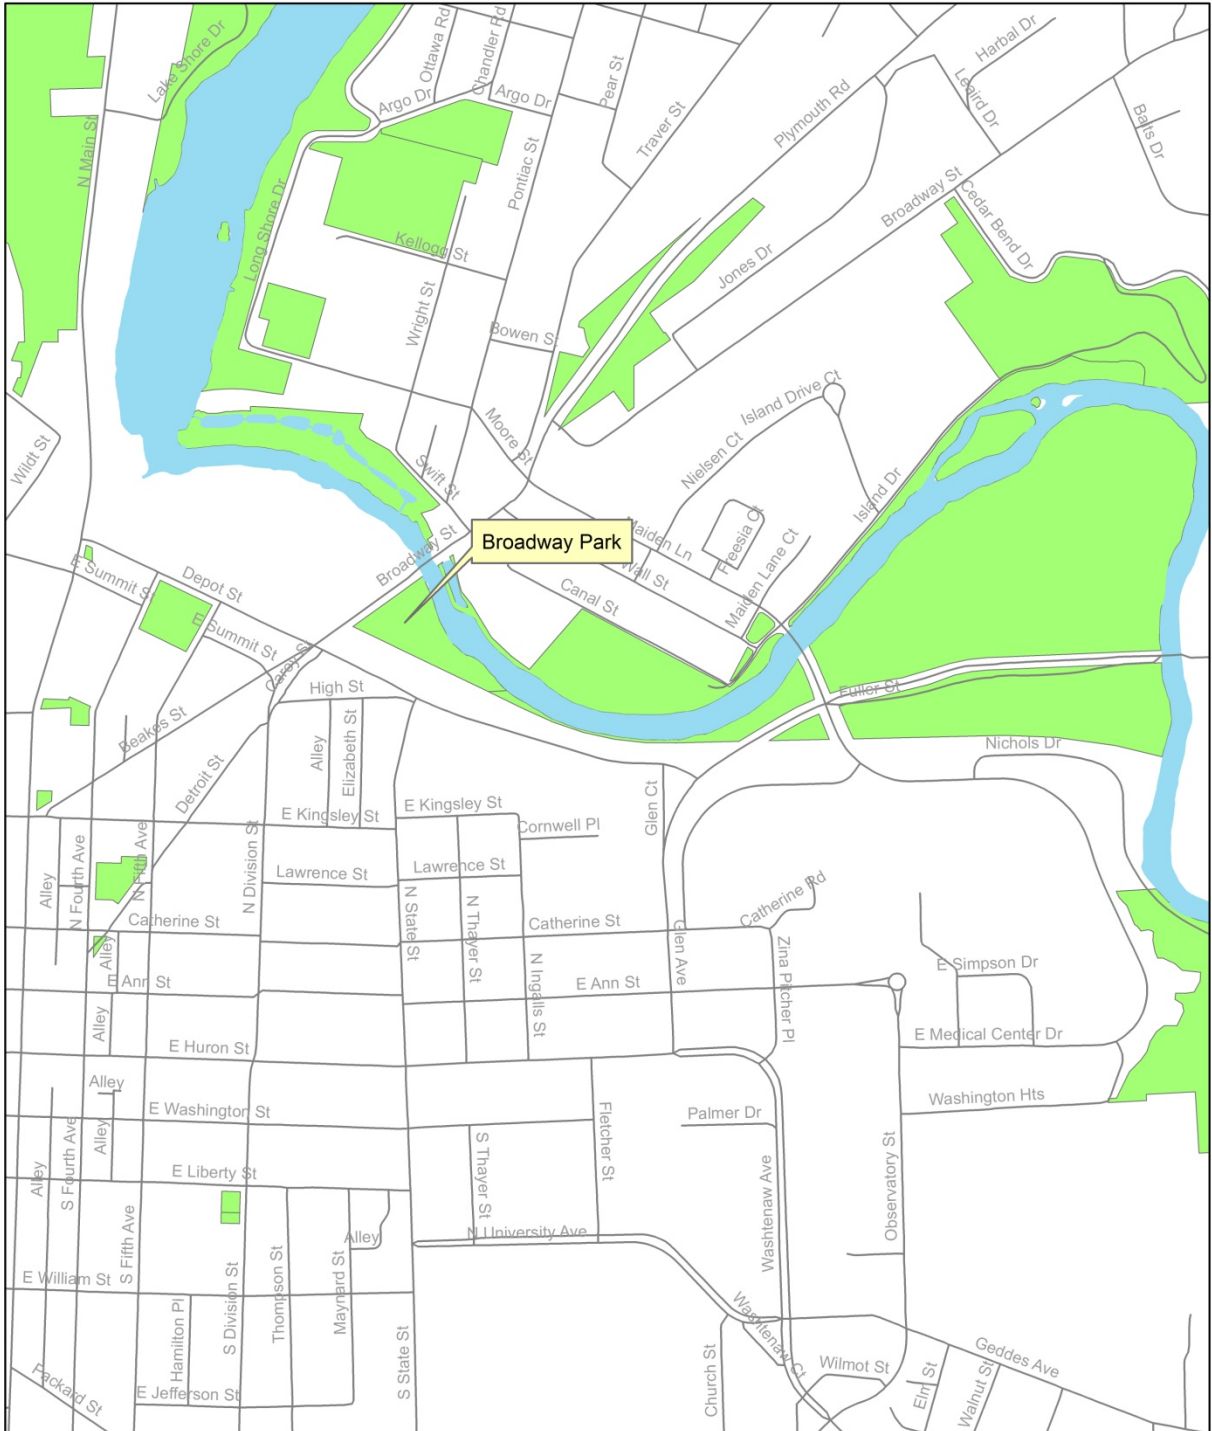 Lake Shore Dr
Ottawa Rd
Chandler Rd
Harbal Dr
Argo Dr
Argo Dr
Pear St
Traver St
Plymouth Rd
Leaird Dr
Baits Dr
N Main St
Pontiac St
Long Shore Dr
Broadway St
Cedar Bend Dr
Kellogg St
Jones Dr
Wright St
Bowen S
Island Drive Ct
Moore St
Nielsen Ct
Wildt St
Swift St
Island Dr
Broadway Park
Broadway St
Maiden Ln
Freesia Ct
Wall St
Maiden Lane Ct
Canal St
E Summit S
Depot St
E Summit St
Carey St
High St
Fuller St
Beakes St
Alley
Elizabeth St
Nichols Dr
Detroit St
Glen Ct
E Kingsley St
E Kingsley St
Cornwell Pl
N Fourth Ave
N Fifth Ave
N Division St
Lawrence St
Lawrence St
Alley
Catherine St
N State St
N Thayer St
Catherine St
Glen Ave
Catherine Rd
Zina Pitcher Pl
Alley
E Ann St
N Ingalls St
E Ann St
E Simpson Dr
Alley
E Huron St
E Medical Center Dr
Alley
E Washington St
Fletcher St
Palmer Dr
Washington Hts
Alley
S Fourth Ave
Alley
E Liberty St
S Thayer St
Washtenaw Ave
Observatory St
S Fifth Ave
N University Ave
Alley
E William St
S Division St
Thompson St
Maynard St
Hamilton Pl
S State St
Church St
Washtenaw Ct
Wilmot St
Geddes Ave
Elm St
Walnut St
Packard St
E Jefferson St